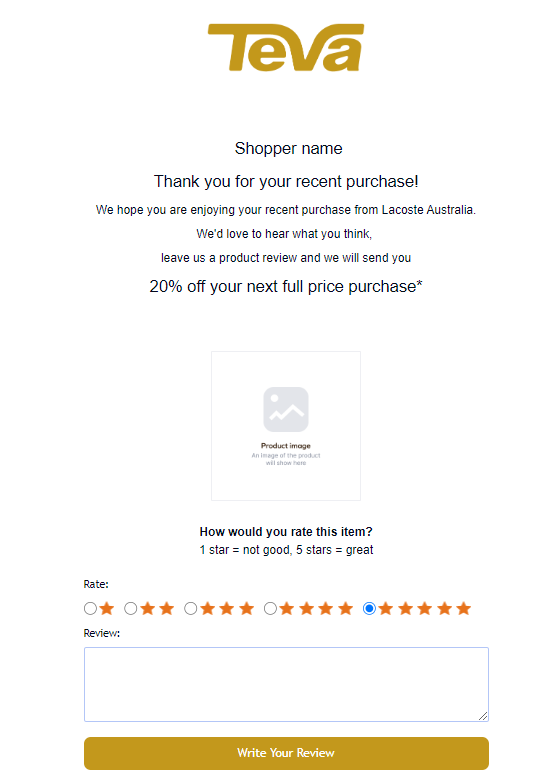 Teva
Shopper name
Thank you for your recent purchase!
We hope you are enjoying your recent purchase from Lacoste Australia.
We'd love to hear what you think,
leave us a product review and we will send you
20% off your next full price purchase*
Product image
An image of the product
will show here
How would you rate this item?
1 star = not good, 5 stars = great
Rate:
Review:
Write Your Review